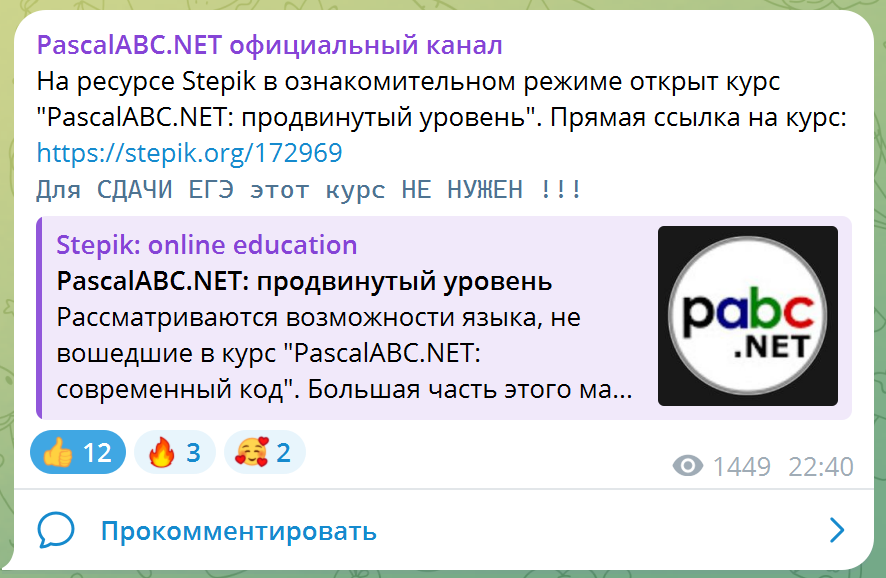 PascalABC.NET официальный канал
На ресурсе Stepik в ознакомительном режиме открыт курс
"PascalABC.NET: продвинутый уровень". Прямая ссылка на курс:
https://stepik.org/172969
Для СДАЧИ ЕГЭ этот курс НЕ НУЖЕН !!!
Stepik: online education
PascalABC.NET: продвинутый уровень
Рассматриваются возможности языка, не
вошедшие в курс "PascalABC.NET:
современный код". Большая часть этого ма...
pabc
.NET
12 3 2
1449 22:40
Прокомментировать